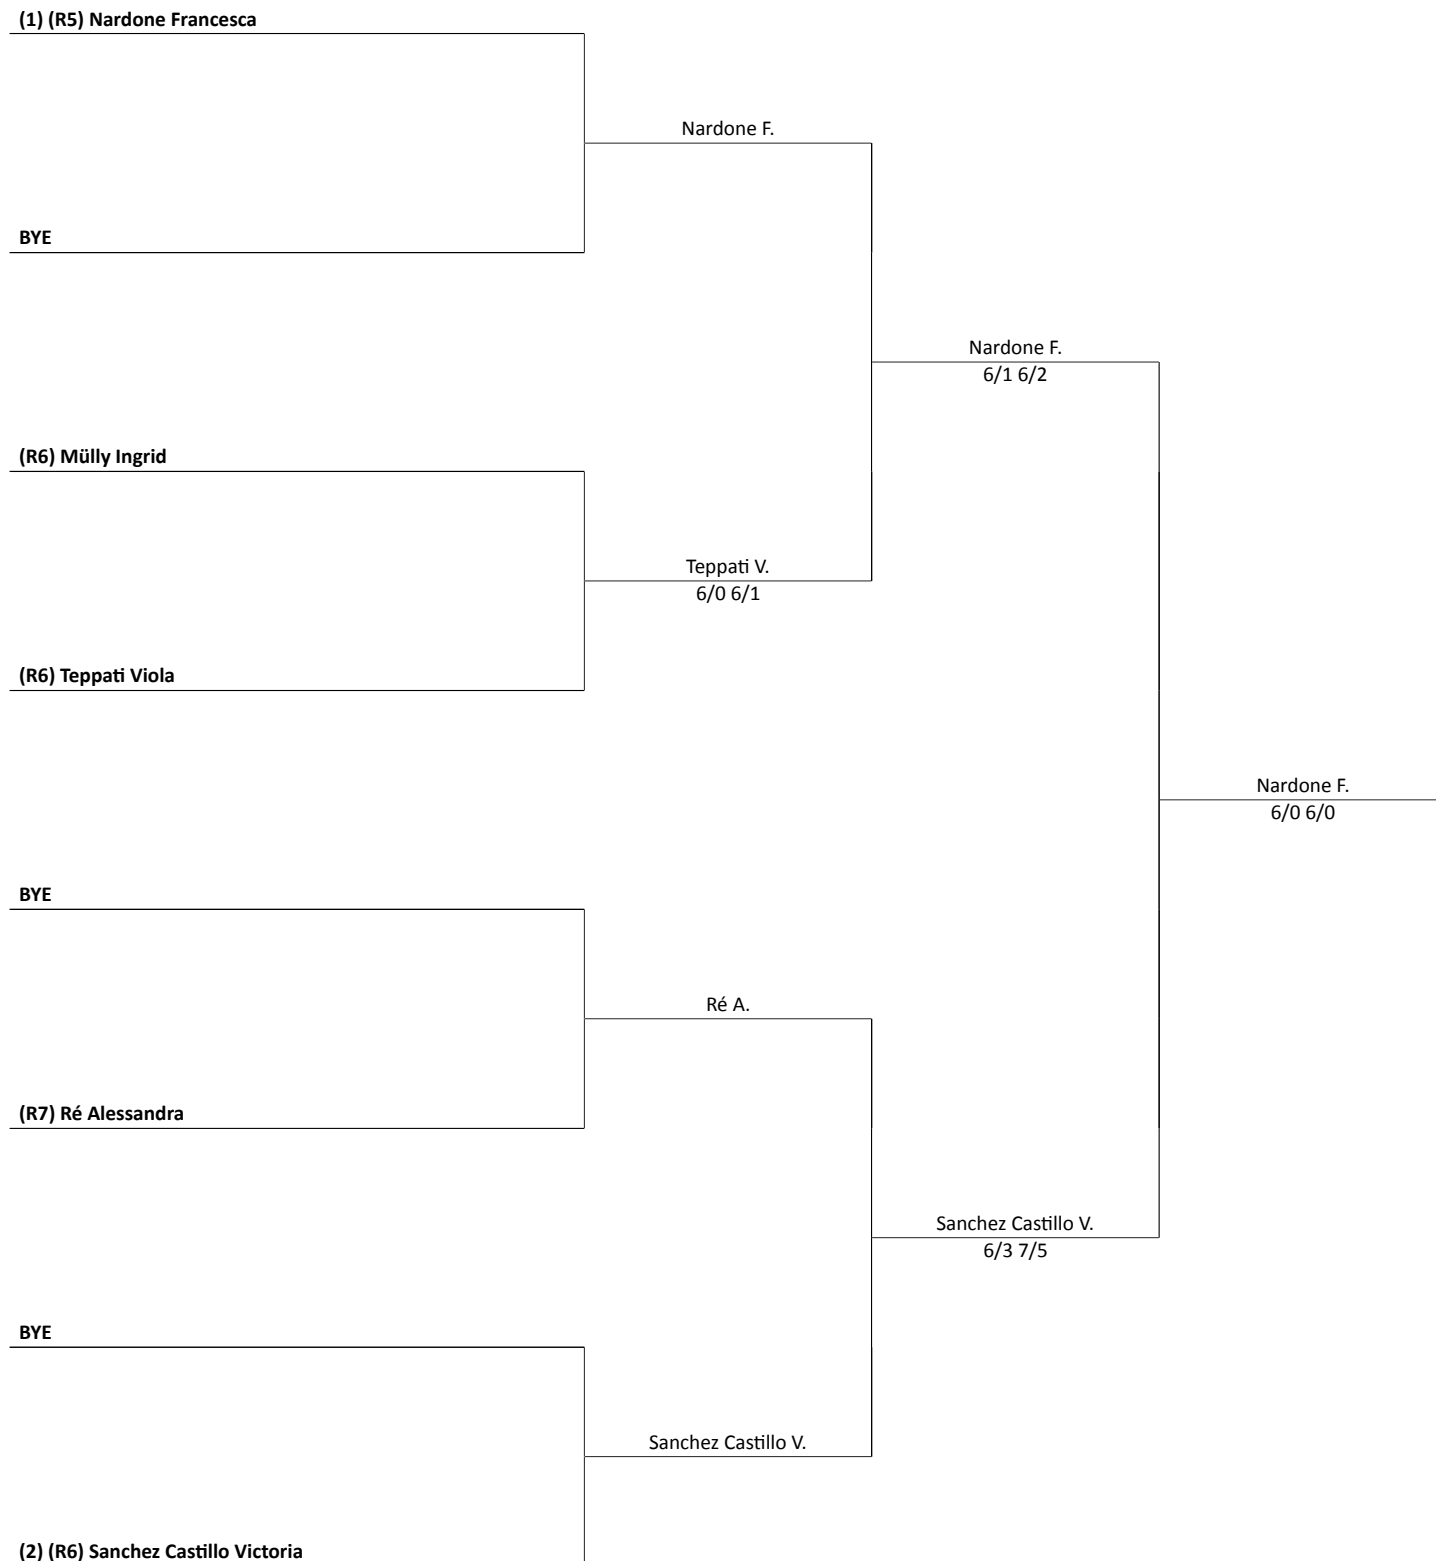 (1) (R5) Nardone Francesca
Nardone F.
BYE
Nardone F.
6/1 6/2
(R6) Mülly Ingrid
Teppati V.
6/0 6/1
(R6) Teppati Viola
Nardone F.
6/0 6/0
BYE
Ré A.
(R7) Ré Alessandra
Sanchez Castillo V.
6/3 7/5
BYE
Sanchez Castillo V.
(2) (R6) Sanchez Castillo Victoria